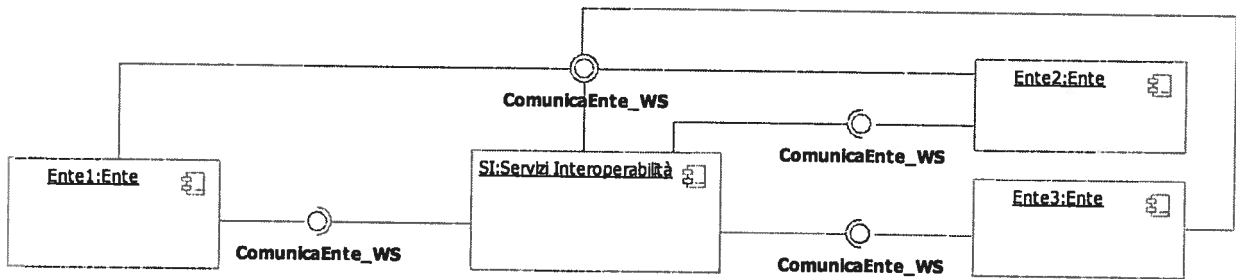 Ente2:Ente
ComunicaEnte_WS
ComunicaEnte_WS
Ente1:Ente
SI:Servizi Interoperabilità
Ente3:Ente
ComunicaEnte_WS
ComunicaEnte_WS